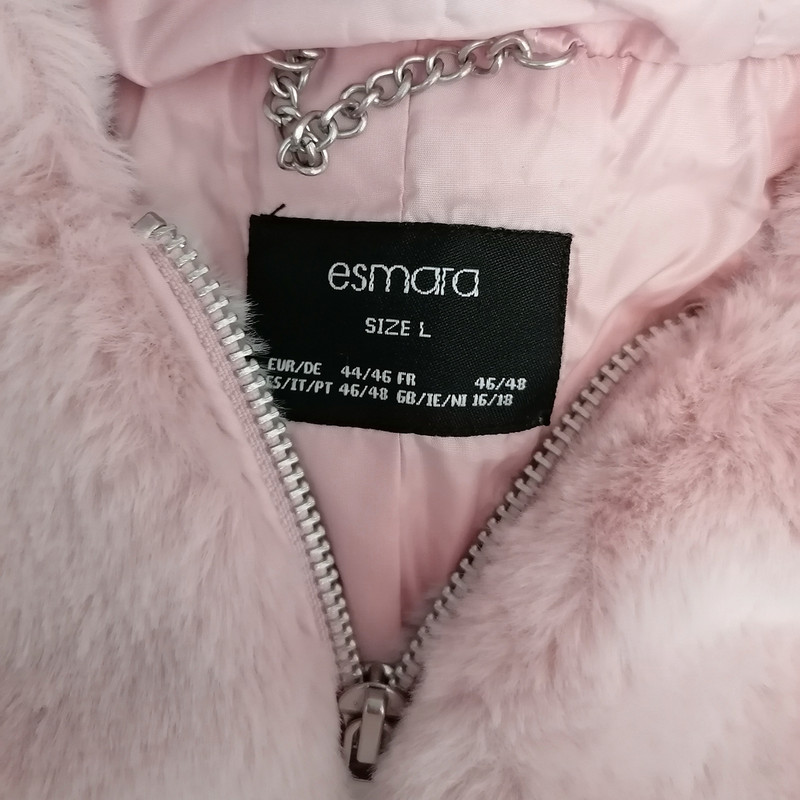 esmara
SIZE L
EUR/DE 44/46 FR 46/48
ES/IT/PT 46/48 GB/IE/NI 16/18